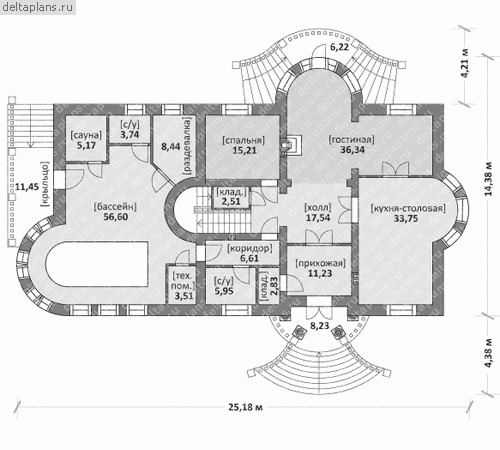 deltaplans.ru
6,22
4,21 м
[сауна]
5,17
[с/у]
3,74
[раздевалка]
8,44
[спальня]
15,21
[гостиная]
36,34
[крыльцо]
11,45
[бассейн]
56,60
[клад.]
2,51
[холл]
17,54
[кухня-столовая]
33,75
14,38 м
[коридор]
6,61
[тех.
пом.]
3,51
[с/у]
5,95
[клад.]
2,83
[прихожая]
11,23
8,23
4,38 м
25,18 м